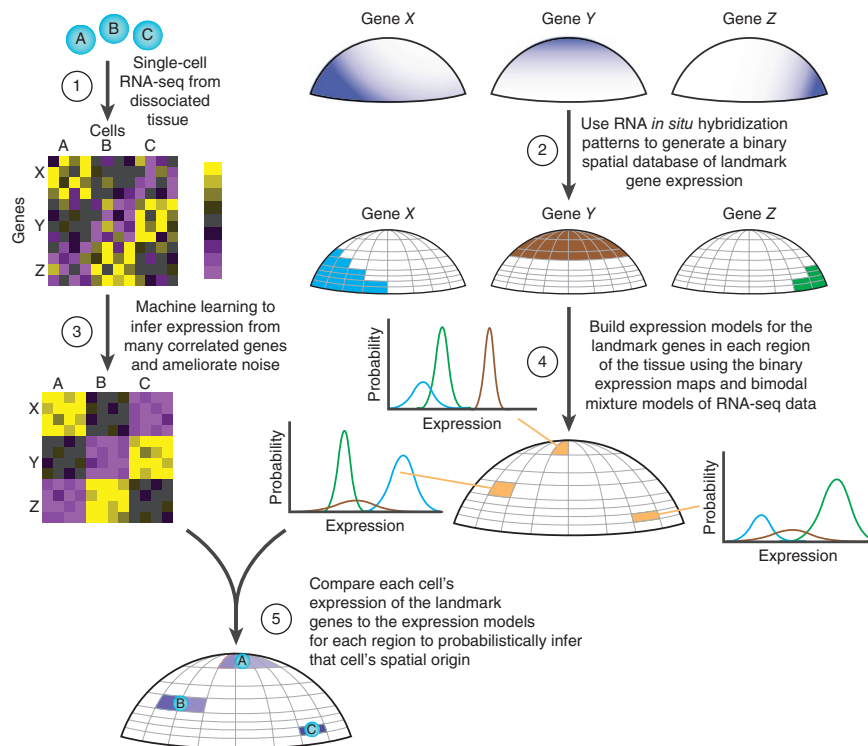 A
B
C
1
Single-cell
RNA-seq from
dissociated
tissue
Cells
A B C
Genes
X
Y
Z
3
Machine learning to
infer expression from
many correlated genes
and ameliorate noise
A B C
X
Y
Z
Gene X
Gene Y
Gene Z
2
Use RNA in situ hybridization
patterns to generate a binary
spatial database of landmark
gene expression
Gene X
Gene Y
Gene Z
4
Build expression models for the
landmark genes in each region
of the tissue using the binary
expression maps and bimodal
mixture models of RNA-seq data
Probability
Expression
Probability
Expression
Probability
Expression
5
Compare each cell's
expression of the landmark
genes to the expression models
for each region to probabilistically infer
that cell's spatial origin
A
B
C